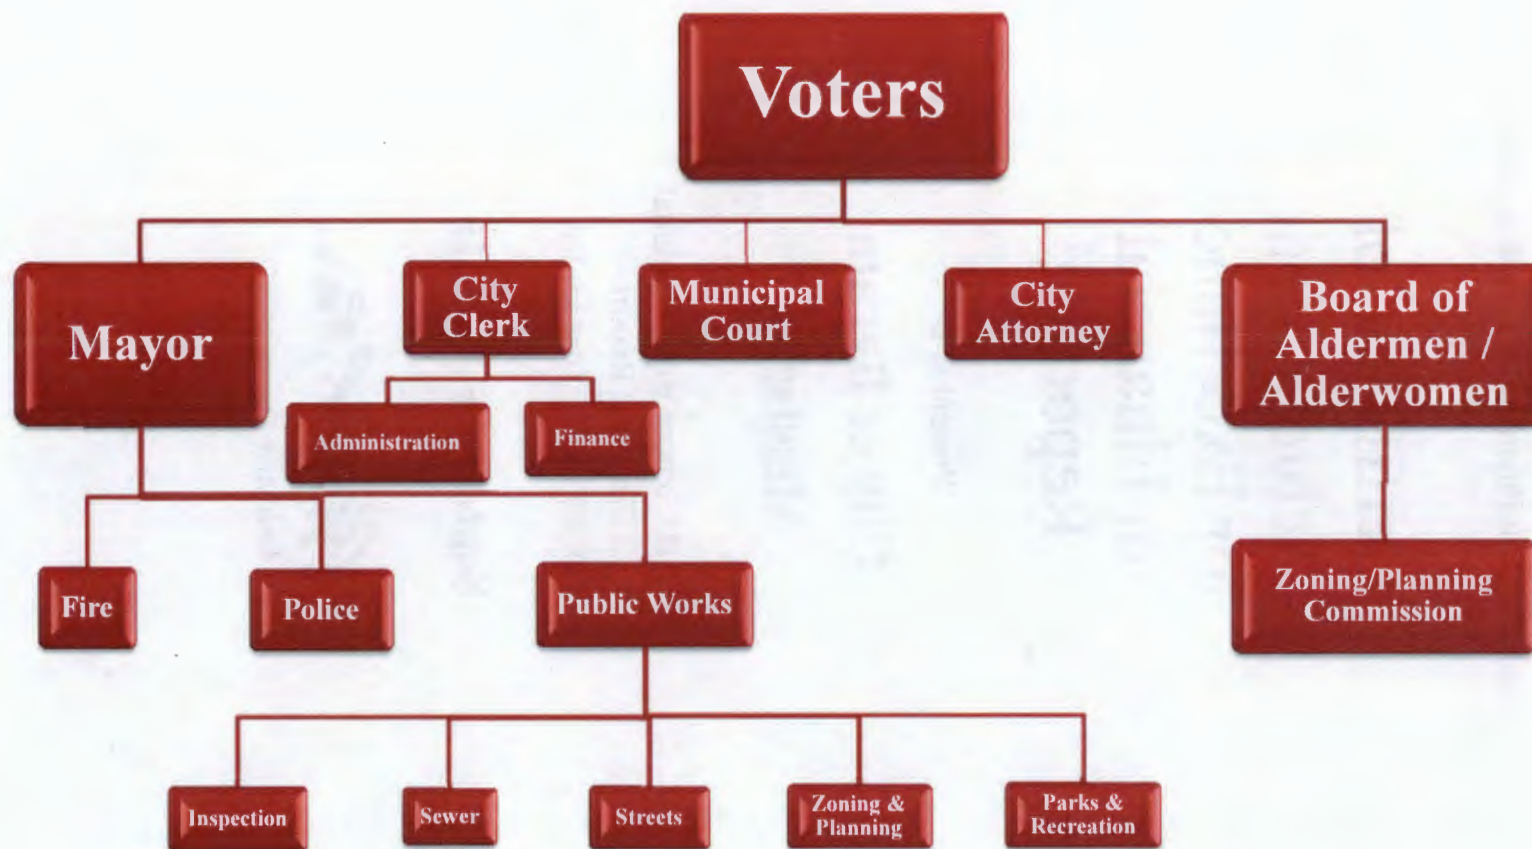 Voters
Mayor
City
Clerk
Municipal
Court
City
Attorney
Board of
Aldermen /
Alderwomen
Administration
Finance
Fire
Police
Public Works
Zoning/Planning
Commission
Inspection
Sewer
Streets
Zoning &
Planning
Parks &
Recreation